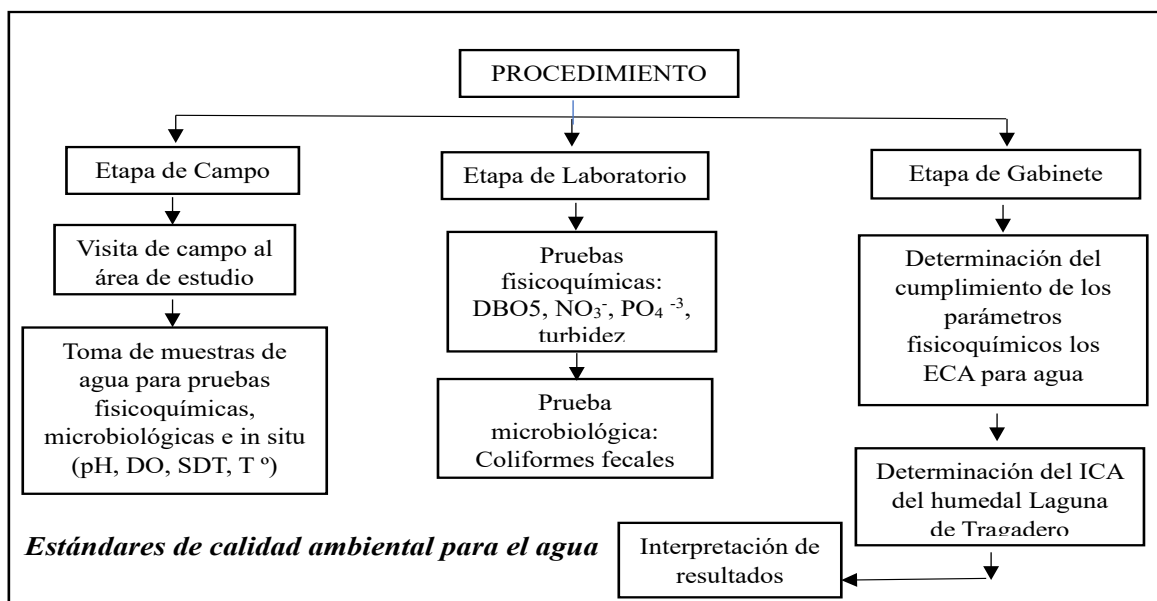 PROCEDIMIENTO
Etapa de Campo
Visita de campo al
área de estudio
Toma de muestras de
agua para pruebas
fisicoquímicas,
microbiológicas e in situ
(pH, DO, SDT, T º)
Etapa de Laboratorio
Pruebas
fisicoquímicas:
DBO5, NO₃⁻, PO₄ ⁻³,
turbidez
Prueba
microbiológica:
Coliformes fecales
Etapa de Gabinete
Determinación del
cumplimiento de los
parámetros
fisicoquímicos los
ECA para agua
Determinación del ICA
del humedal Laguna
de Tragadero
Interpretación de
resultados
Estándares de calidad ambiental para el agua